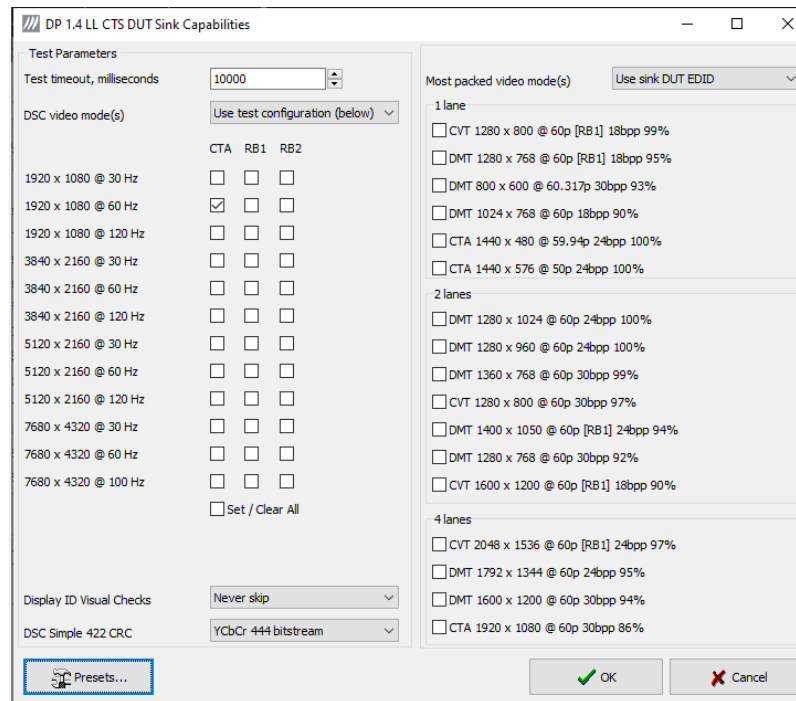 DP 1.4 LL CTS DUT Sink Capabilities
Test Parameters
Test timeout, milliseconds 10000
DSC video mode(s) Use test configuration (below)
CTA RB1 RB2
1920 x 1080 @ 30 Hz
1920 x 1080 @ 60 Hz
1920 x 1080 @ 120 Hz
3840 x 2160 @ 30 Hz
3840 x 2160 @ 60 Hz
3840 x 2160 @ 120 Hz
5120 x 2160 @ 30 Hz
5120 x 2160 @ 60 Hz
5120 x 2160 @ 120 Hz
7680 x 4320 @ 30 Hz
7680 x 4320 @ 60 Hz
7680 x 4320 @ 100 Hz
Set / Clear All
Display ID Visual Checks Never skip
DSC Simple 422 CRC YCbCr 444 bitstream
Most packed video mode(s) Use sink DUT EDID
1 lane
CVT 1280 x 800 @ 60p [RB1] 18bpp 99%
DMT 1280 x 768 @ 60p [RB1] 18bpp 95%
DMT 800 x 600 @ 60.317p 30bpp 93%
DMT 1024 x 768 @ 60p 18bpp 90%
CTA 1440 x 480 @ 59.94p 24bpp 100%
CTA 1440 x 576 @ 50p 24bpp 100%
2 lanes
DMT 1280 x 1024 @ 60p 24bpp 100%
DMT 1280 x 960 @ 60p 24bpp 100%
DMT 1360 x 768 @ 60p 30bpp 99%
CVT 1280 x 800 @ 60p 30bpp 97%
DMT 1400 x 1050 @ 60p [RB1] 24bpp 94%
DMT 1280 x 768 @ 60p 30bpp 92%
CVT 1600 x 1200 @ 60p [RB1] 18bpp 90%
4 lanes
CVT 2048 x 1536 @ 60p [RB1] 24bpp 97%
DMT 1792 x 1344 @ 60p 24bpp 95%
DMT 1600 x 1200 @ 60p 30bpp 94%
CTA 1920 x 1080 @ 60p 30bpp 86%
Presets...
OK
Cancel